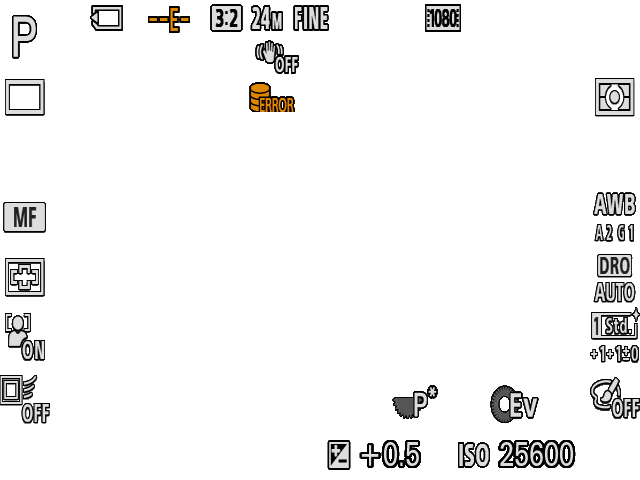 P E 3:2 24M FINE 1080
OFF
ERROR
MF AWB
A2 G1
DRO
AUTO
1 Std.
ON +1+1±0
OFF P* EV OFF
+0.5 ISO 25600